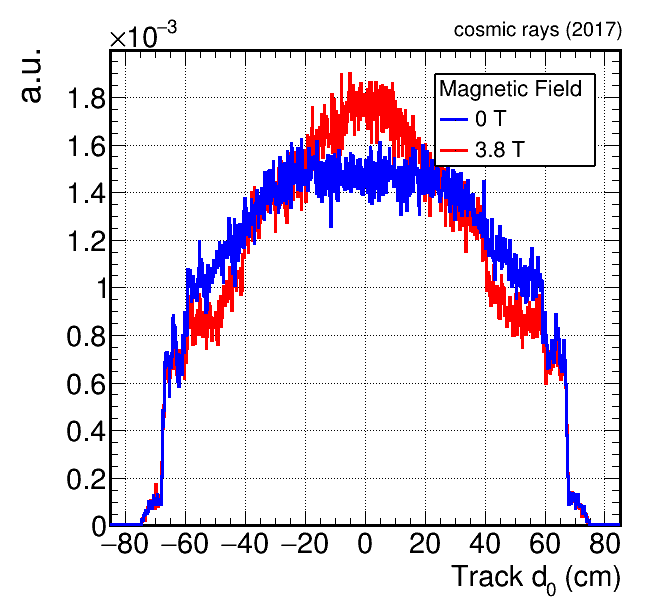 ×10⁻³
cosmic rays (2017)
a.u.
Magnetic Field
0 T
3.8 T
1.8
1.6
1.4
1.2
1
0.8
0.6
0.4
0.2
0
−80 −60 −40 −20 0 20 40 60 80
Track d₀ (cm)